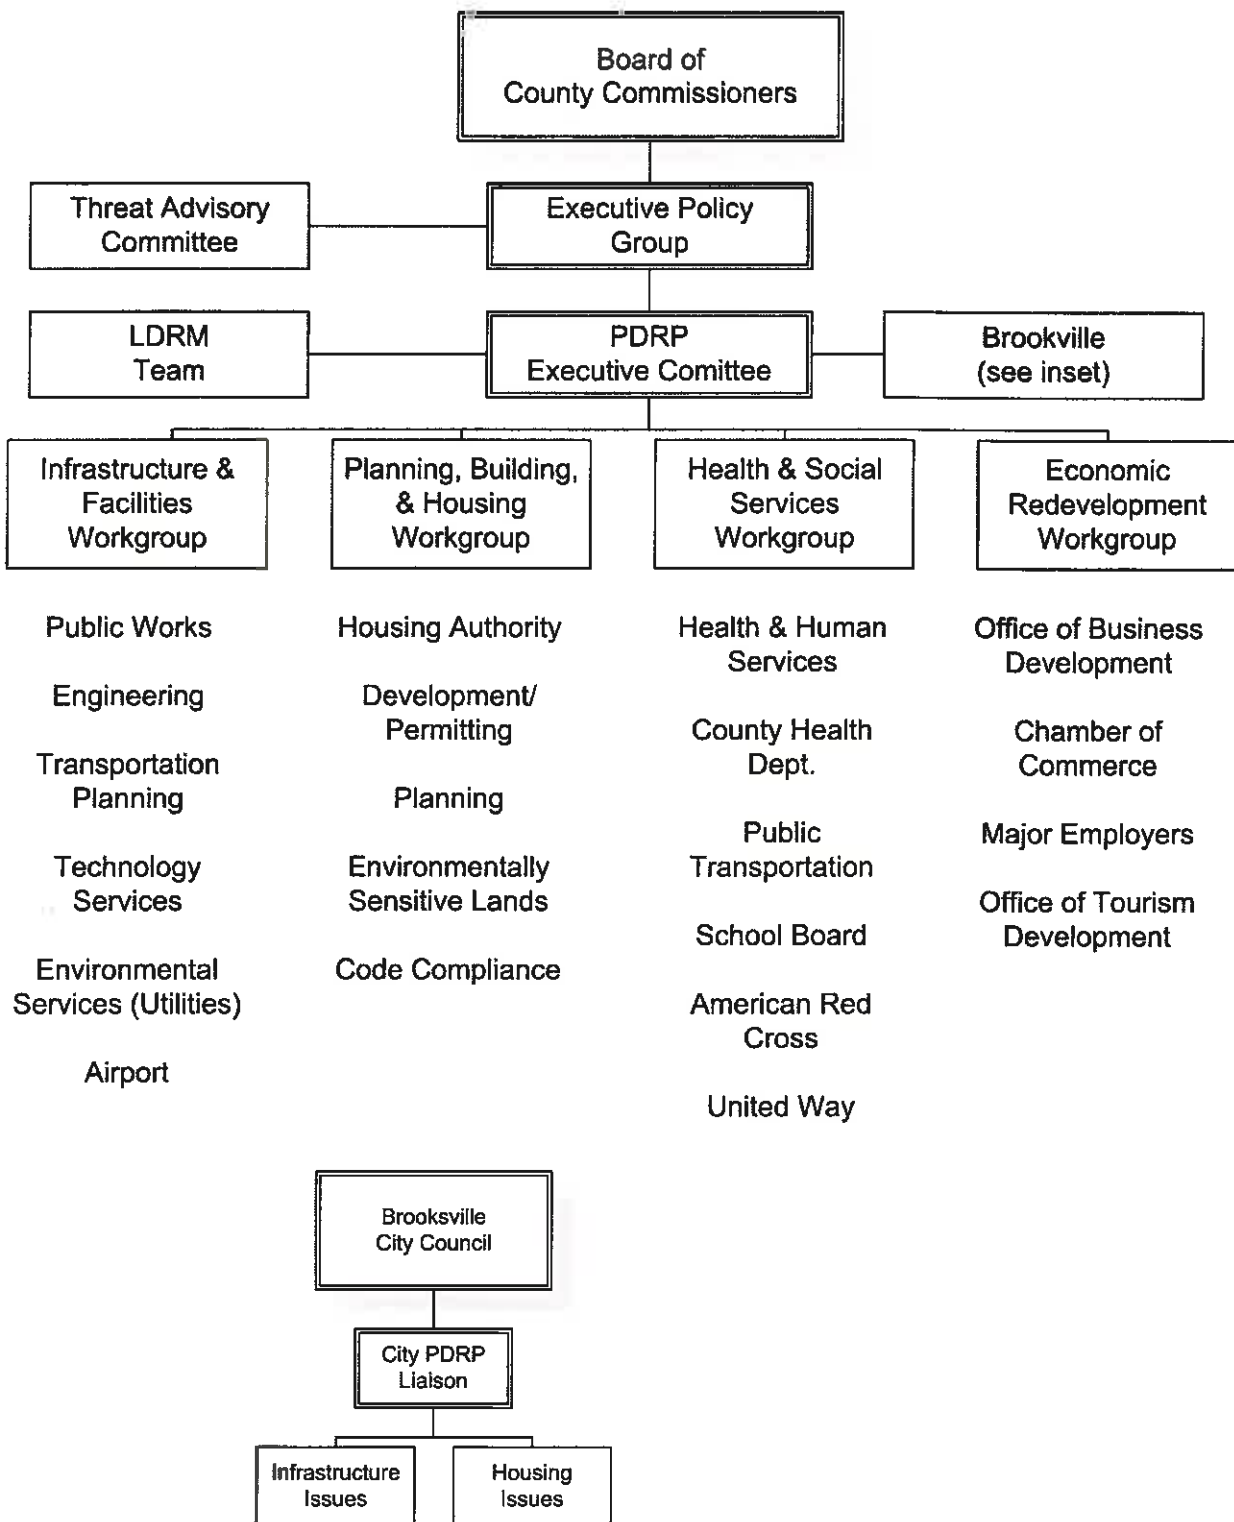 Board of
County Commissioners
Threat Advisory
Committee
Executive Policy
Group
LDRM
Team
PDRP
Executive Comittee
Brookville
(see inset)
Infrastructure &
Facilities
Workgroup
Planning, Building,
& Housing
Workgroup
Health & Social
Services
Workgroup
Economic
Redevelopment
Workgroup
Public Works
Engineering
Transportation
Planning
Technology
Services
Environmental
Services (Utilities)
Airport
Housing Authority
Development/
Permitting
Planning
Environmentally
Sensitive Lands
Code Compliance
Health & Human
Services
County Health
Dept.
Public
Transportation
School Board
American Red
Cross
United Way
Office of Business
Development
Chamber of
Commerce
Major Employers
Office of Tourism
Development
Brooksville
City Council
City PDRP
Liaison
Infrastructure
Issues
Housing
Issues